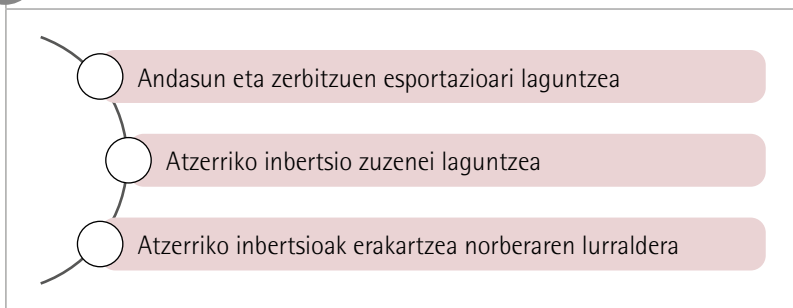 Andasun eta zerbitzuen esportazioari laguntzea
Atzerriko inbertsio zuzenei laguntzea
Atzerriko inbertsioak erakartzea norberaren lurraldera